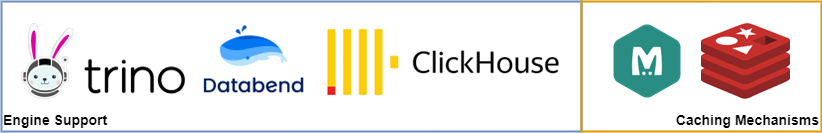 trino
Databend
ClickHouse
M
Engine Support
Caching Mechanisms